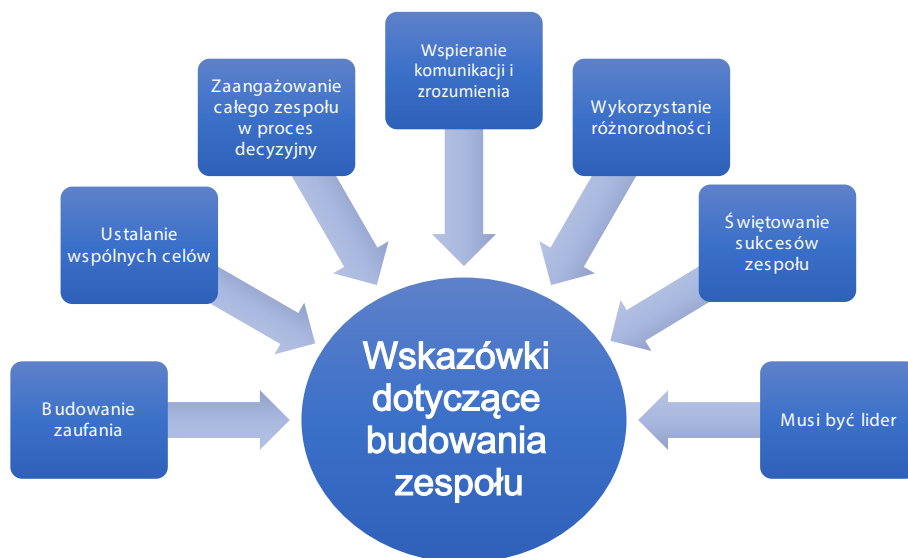 Wspieranie
komunikacji i
zrozumienia
Zaangażowanie
całego zespołu
w proces
decyzyjny
Wykorzystanie
różnorodności
Ustalanie
wspólnych celów
Świętowanie
sukcesów
zespołu
Budowanie
zaufania
Musi być lider
Wskazówki
dotyczące
budowania
zespołu